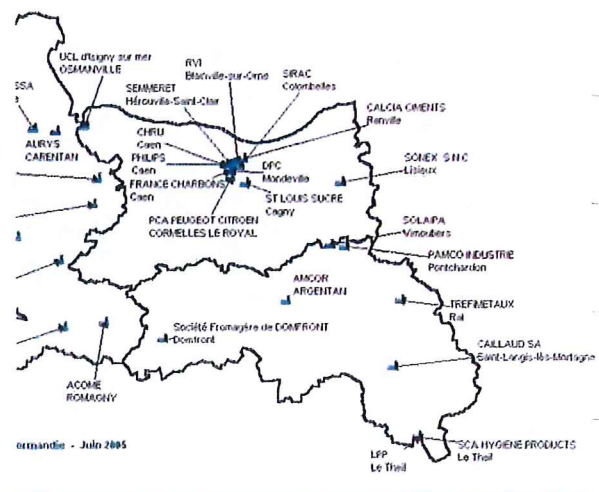 UCL d'Isigny sur mer
OSMANVILLE
RVI
Blainville-sur-Orne
SIRAC
Colombelles
SEMMERET
Hérouville-Saint-Clair
CALCIA CIMENTS
Ranville
SSA
AURYS
CARENTAN
CHRU
Caen
PHILIPS
Caen
FRANCE CHARBONS
Caen
DPC
Mondeville
SONEX S N C
Lisieux
ST LOUIS SUCRE
Cagny
PCA PEUGEOT CITROEN
CORMELLES LE ROYAL
SOLAIPA
Vimoutiers
PAMCO INDUSTRIE
Pontchardon
AMCOR
ARGENTAN
TREFIMETAUX
Rai
Société Fromagère de DOMFRONT
Domfront
CAILLAUD SA
Saint-Langis-lès-Mortagne
ACOME
ROMAGNY
ormandie - Juin 2005
LPP
Le Theil
SCA HYGIENE PRODUCTS
Le Theil